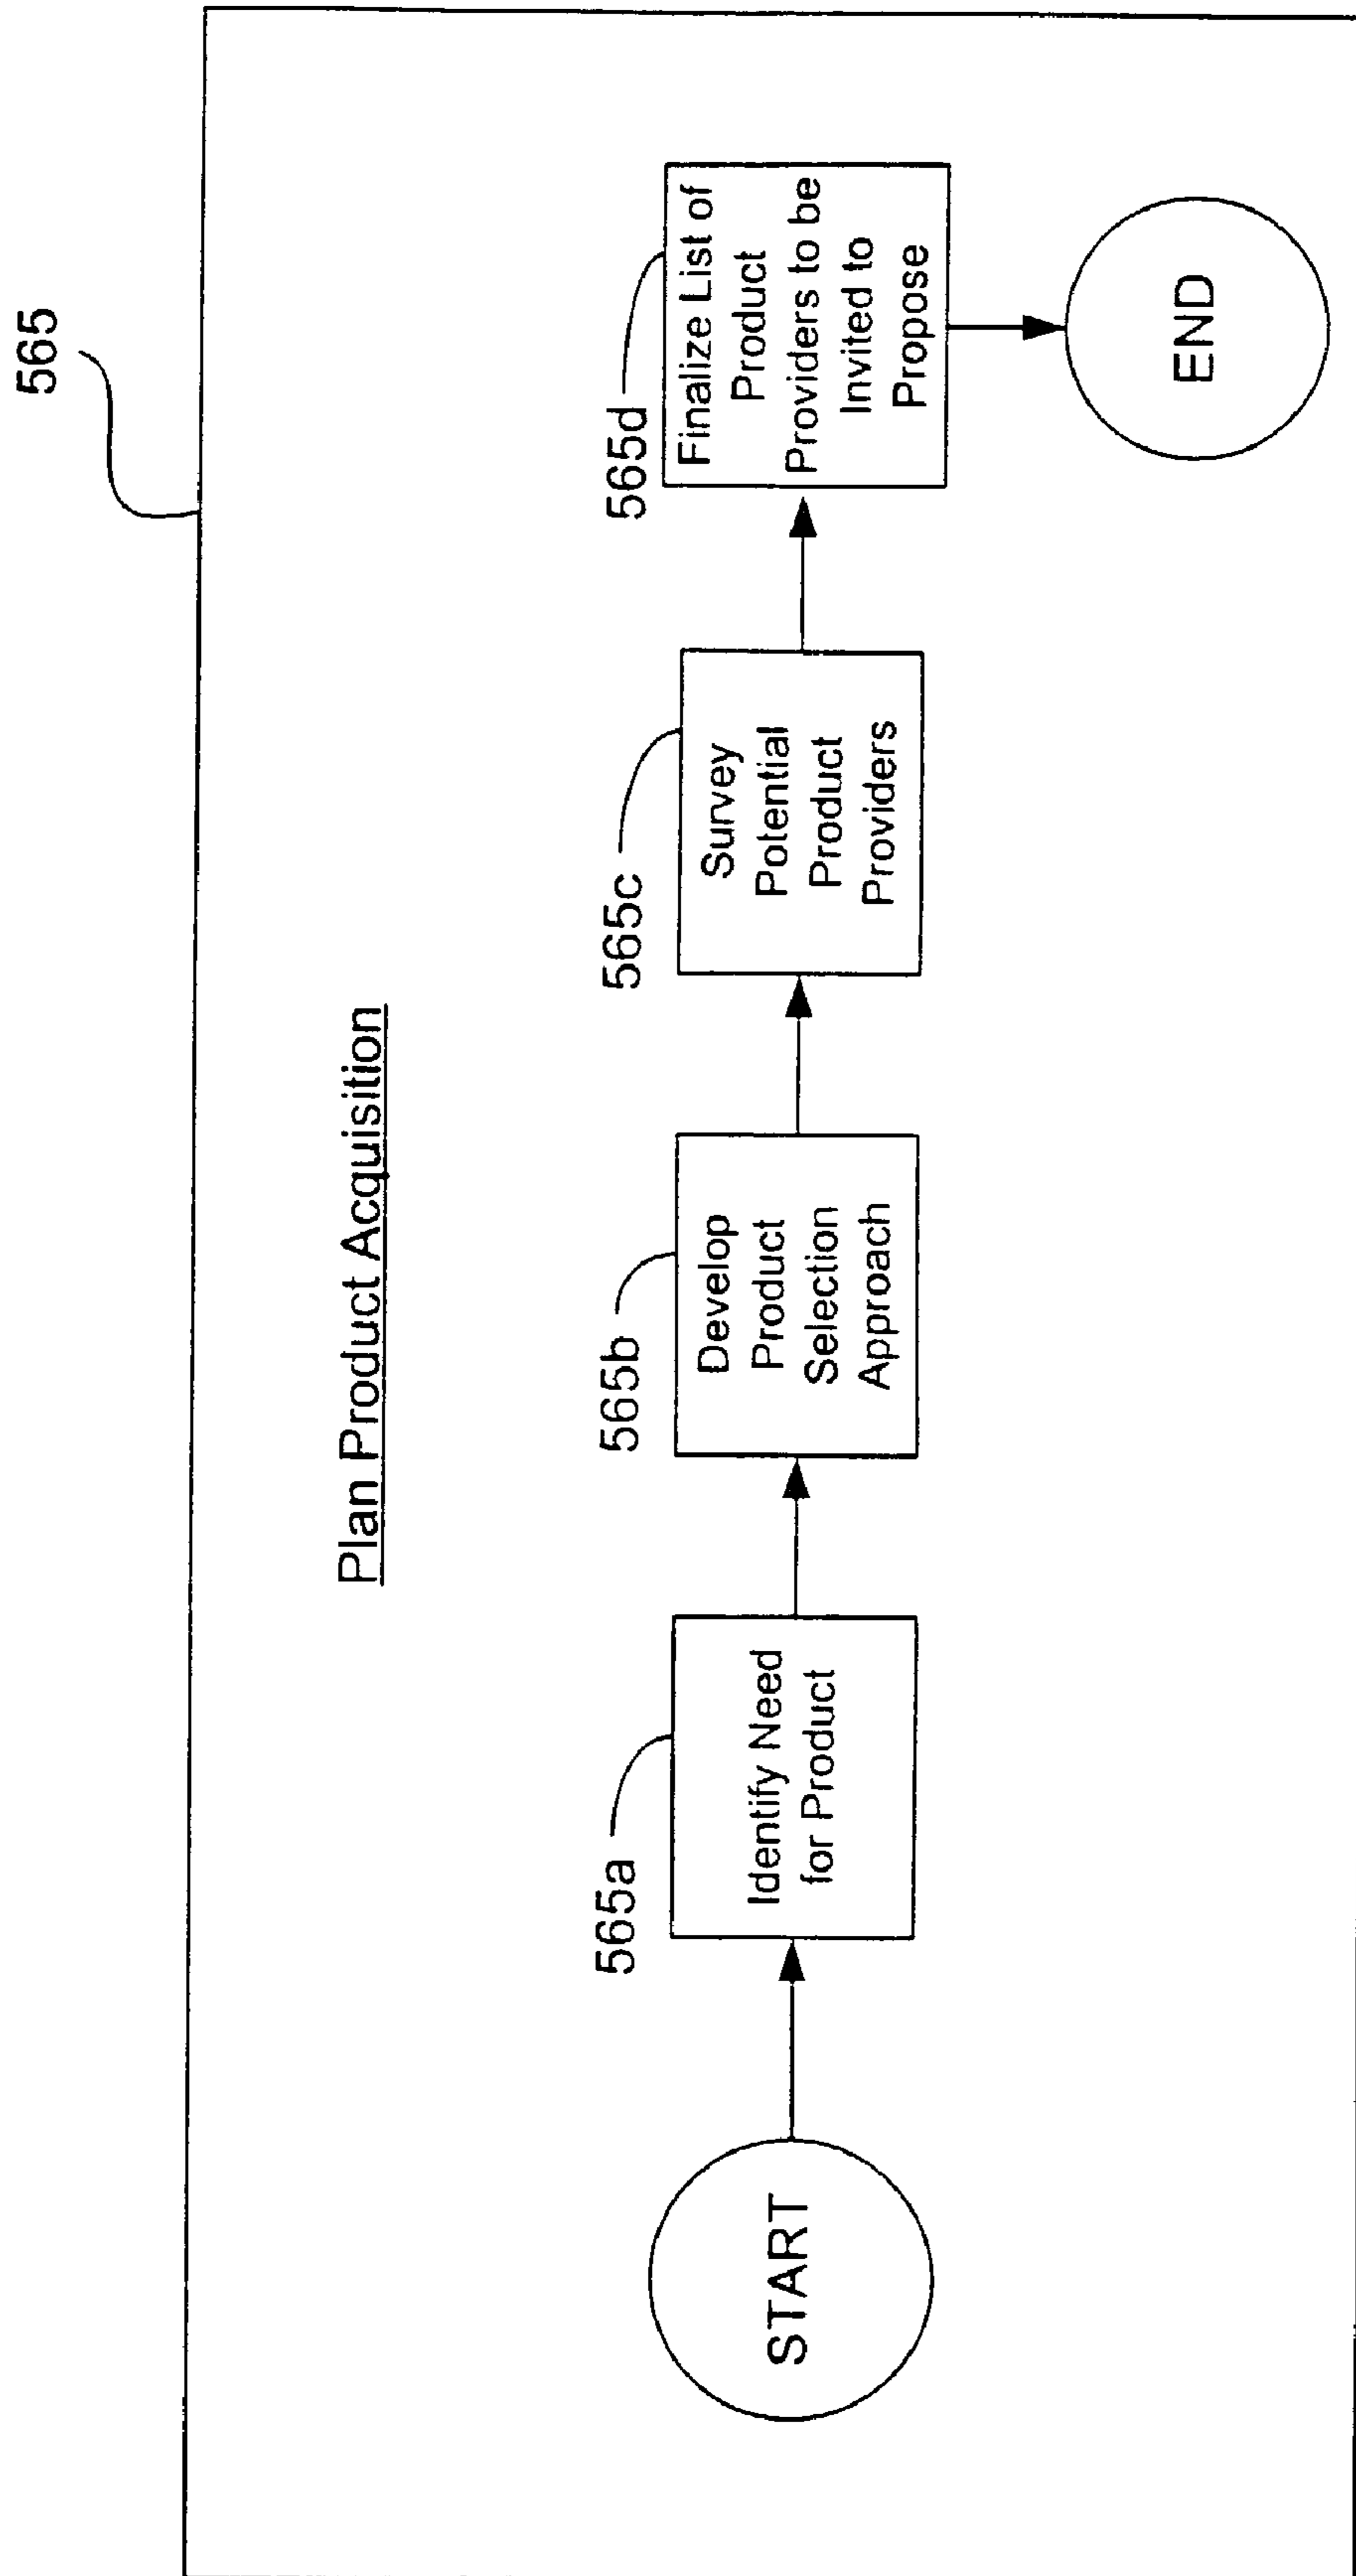 565
Plan Product Acquisition
START
565a
Identify Need
for Product
565b
Develop
Product
Selection
Approach
565c
Survey
Potential
Product
Providers
565d
Finalize List of
Product
Providers to be
Invited to
Propose
END